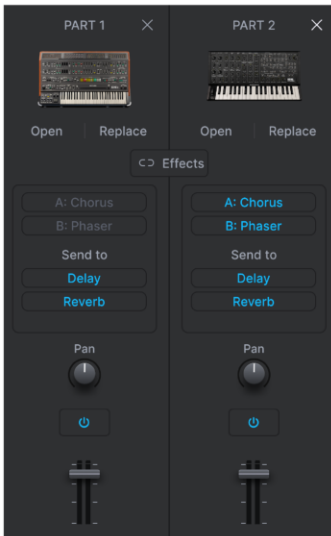 PART 1
PART 2
Open Replace
Open Replace
Effects
A: Chorus
B: Phaser
Send to
Delay
Reverb
A: Chorus
B: Phaser
Send to
Delay
Reverb
Pan
Pan